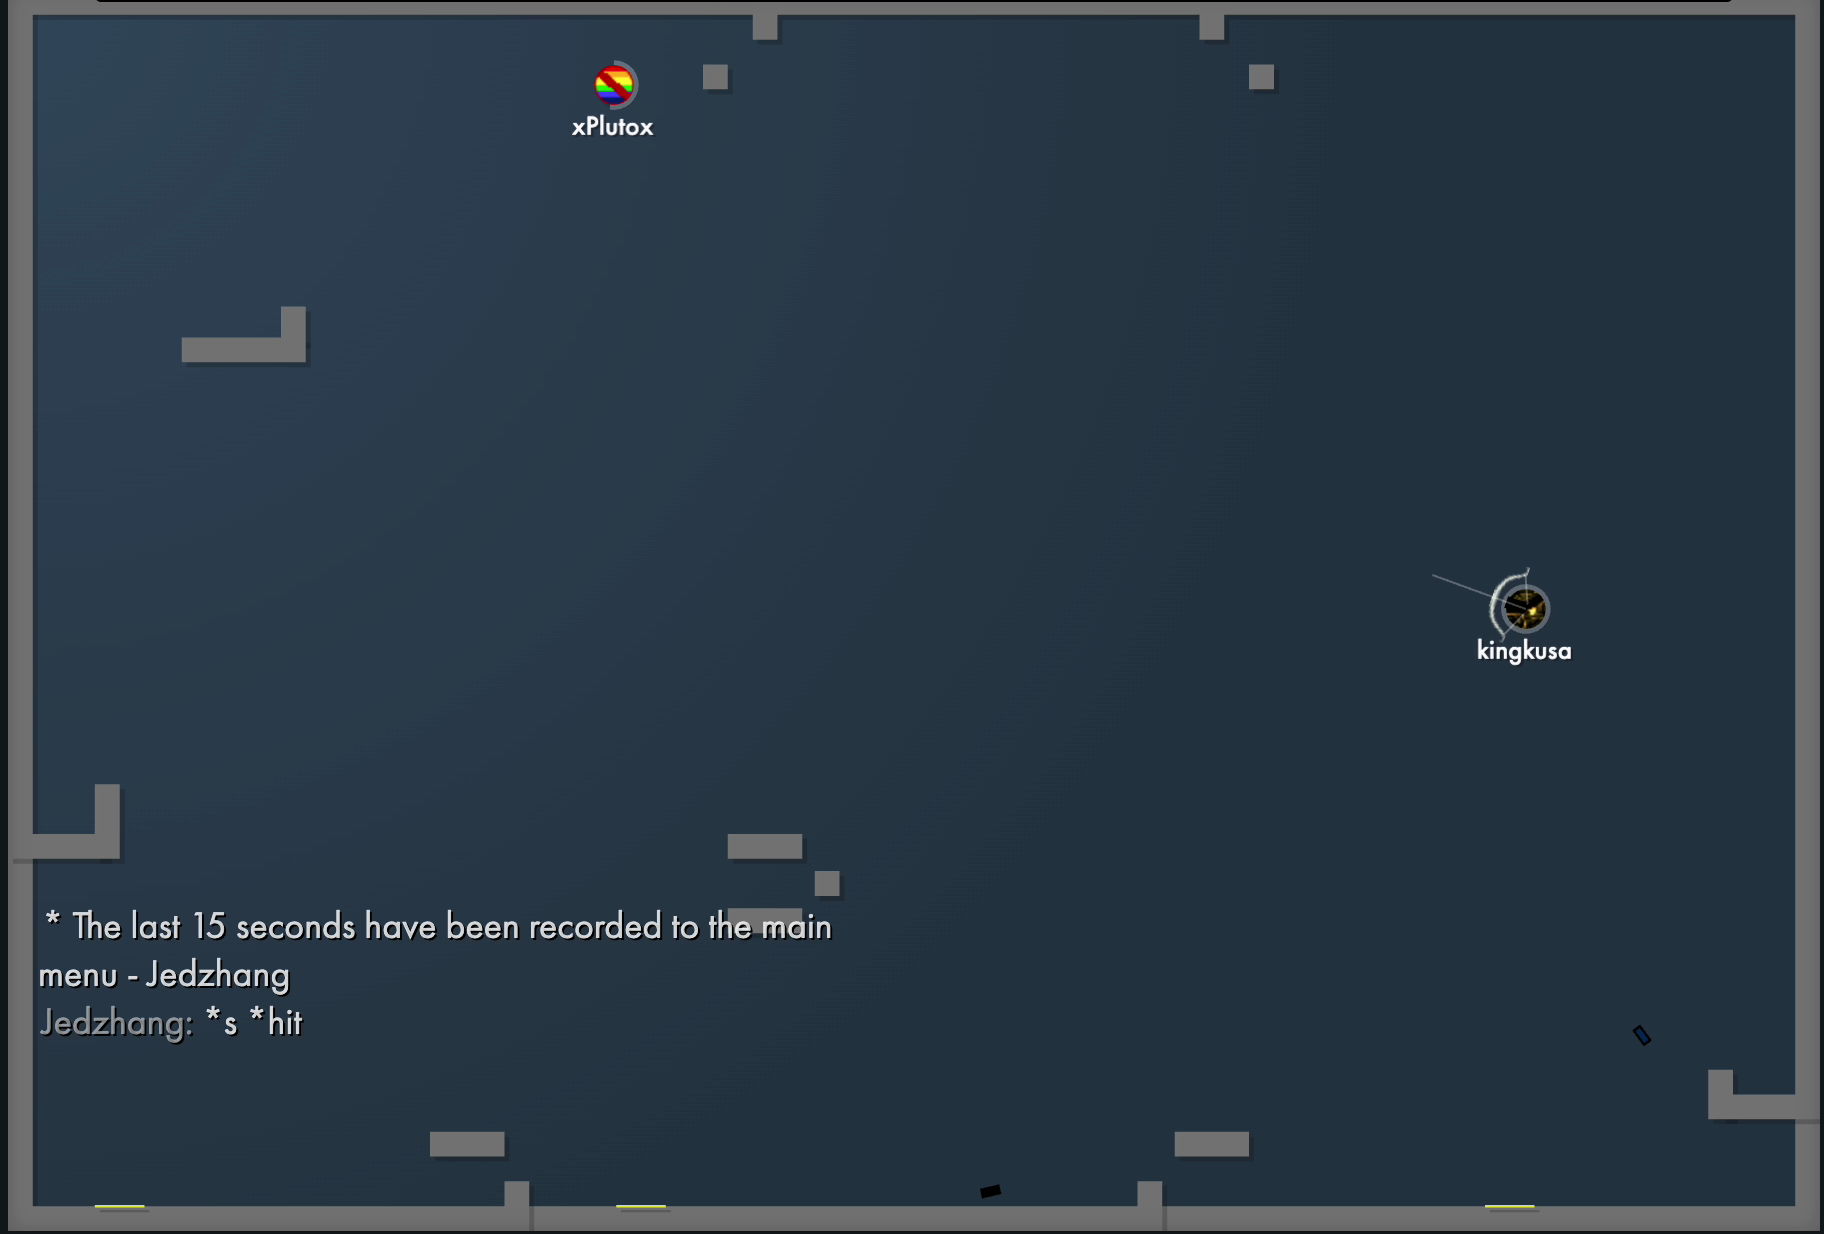 xPlutox
kingkusa
* The last 15 seconds have been recorded to the main
menu - Jedzhang
Jedzhang: *s *hit